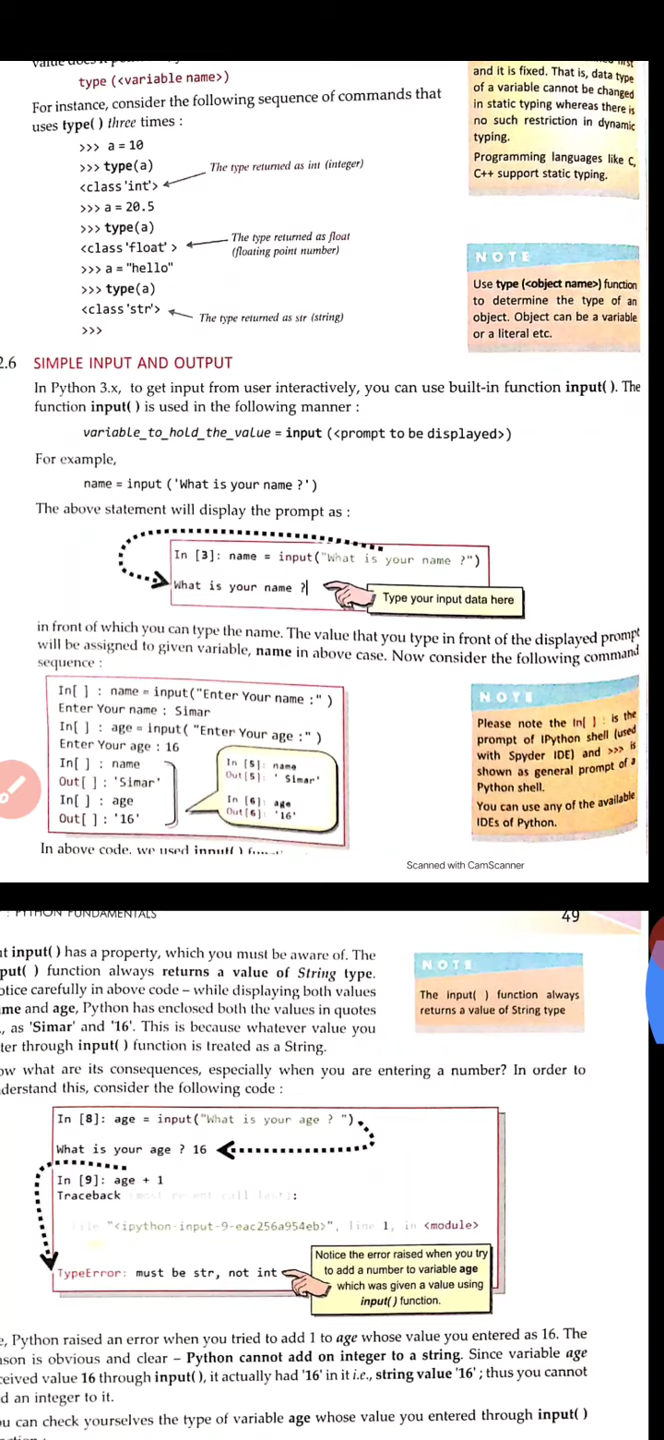 type (<variable name>)
For instance, consider the following sequence of commands that
uses type( ) three times :
>>> a = 10
>>> type(a)
<class 'int'>
The type returned as int (integer)
>>> a = 20.5
>>> type(a)
<class 'float' >
The type returned as float
(floating point number)
>>> a = "hello"
>>> type(a)
<class 'str'>
The type returned as str (string)
>>>
and it is fixed. That is, data type
of a variable cannot be changed
in static typing whereas there is
no such restriction in dynamic
typing.
Programming languages like C,
C++ support static typing.
NOTE
Use type (<object name>) function
to determine the type of an
object. Object can be a variable
or a literal etc.
2.6 SIMPLE INPUT AND OUTPUT
In Python 3.x, to get input from user interactively, you can use built-in function input( ). The
function input( ) is used in the following manner :
variable_to_hold_the_value = input (<prompt to be displayed>)
For example,
name = input ('What is your name ?')
The above statement will display the prompt as :
In [3]: name = input("What is your name ?")
What is your name ?
Type your input data here
in front of which you can type the name. The value that you type in front of the displayed prompt
will be assigned to given variable, name in above case. Now consider the following command
sequence :
In[ ] : name = input("Enter Your name :" )
Enter Your name : Simar
In[ ] : age = input( "Enter Your age :" )
Enter Your age : 16
In[ ] : name
Out[ ] : 'Simar'
In[ ] : age
Out[ ] : '16'
In [5]: name
Out[5]: ' Simar'
In [6]: age
Out[6]: '16'
NOTE
Please note the In[ ] : is the
prompt of IPython shell (used
with Spyder IDE) and >>> is
shown as general prompt of a
Python shell.
You can use any of the available
IDEs of Python.
In above code, we used input( )
Scanned with CamScanner
: PYTHON FUNDAMENTALS
49
input( ) has a property, which you must be aware of. The
function always returns a value of String type.
carefully in above code – while displaying both values
and age, Python has enclosed both the values in quotes
as 'Simar' and '16'. This is because whatever value you
through input( ) function is treated as a String.
NOTE
The input( ) function always
returns a value of String type
what are its consequences, especially when you are entering a number? In order to
this, consider the following code :
In [8]: age = input("What is your age ? ")
What is your age ? 16
In [9]: age + 1
Traceback (most recent call last):
File "<ipython-input-9-eac256a954eb>", line 1, in <module>
TypeError: must be str, not int
Notice the error raised when you try
to add a number to variable age
which was given a value using
input() function.
Python raised an error when you tried to add 1 to age whose value you entered as 16. The
is obvious and clear – Python cannot add on integer to a string. Since variable age
value 16 through input( ), it actually had '16' in it i.e., string value '16' ; thus you cannot
an integer to it.
can check yourselves the type of variable age whose value you entered through input( )